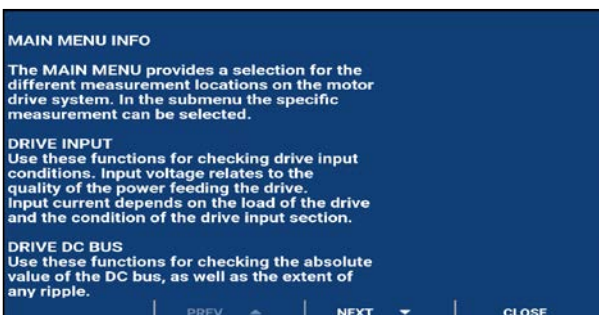 MAIN MENU INFO
The MAIN MENU provides a selection for the
different measurement locations on the motor
drive system. In the submenu the specific
measurement can be selected.
DRIVE INPUT
Use these functions for checking drive input
conditions. Input voltage relates to the
quality of the power feeding the drive.
Input current depends on the load of the drive
and the condition of the drive input section.
DRIVE DC BUS
Use these functions for checking the absolute
value of the DC bus, as well as the extent of
any ripple.
PREV NEXT CLOSE